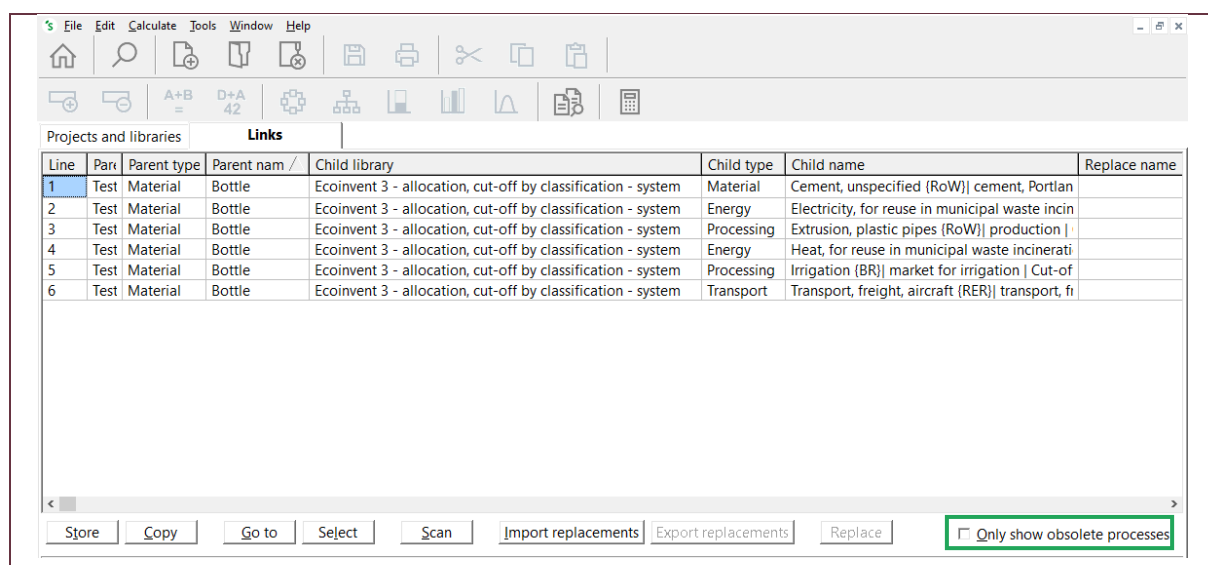 File Edit Calculate Tools Window Help
A+B = D+A 42
Projects and libraries Links
Line Pare Parent type Parent nam Child library Child type Child name Replace name
1 Test Material Bottle Ecoinvent 3 - allocation, cut-off by classification - system Material Cement, unspecified {RoW}| cement, Portlan
2 Test Material Bottle Ecoinvent 3 - allocation, cut-off by classification - system Energy Electricity, for reuse in municipal waste incin
3 Test Material Bottle Ecoinvent 3 - allocation, cut-off by classification - system Processing Extrusion, plastic pipes {RoW}| production |
4 Test Material Bottle Ecoinvent 3 - allocation, cut-off by classification - system Energy Heat, for reuse in municipal waste incinerati
5 Test Material Bottle Ecoinvent 3 - allocation, cut-off by classification - system Processing Irrigation {BR}| market for irrigation | Cut-of
6 Test Material Bottle Ecoinvent 3 - allocation, cut-off by classification - system Transport Transport, freight, aircraft {RER}| transport, fr
Store Copy Go to Select Scan Import replacements Export replacements Replace Only show obsolete processes